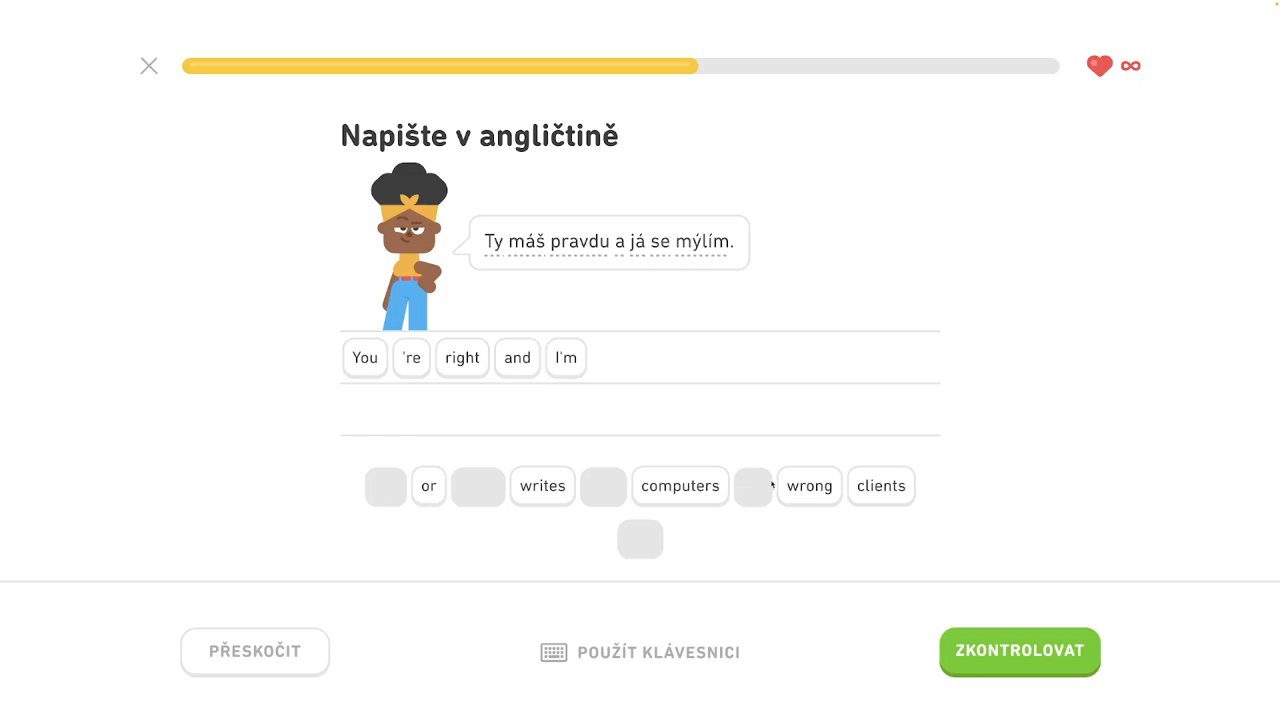 ∞
Napište v angličtině
Ty máš pravdu a já se mýlím.
You 're right and I'm
or writes computers wrong clients
PŘESKOČIT POUŽÍT KLÁVESNICI ZKONTROLOVAT